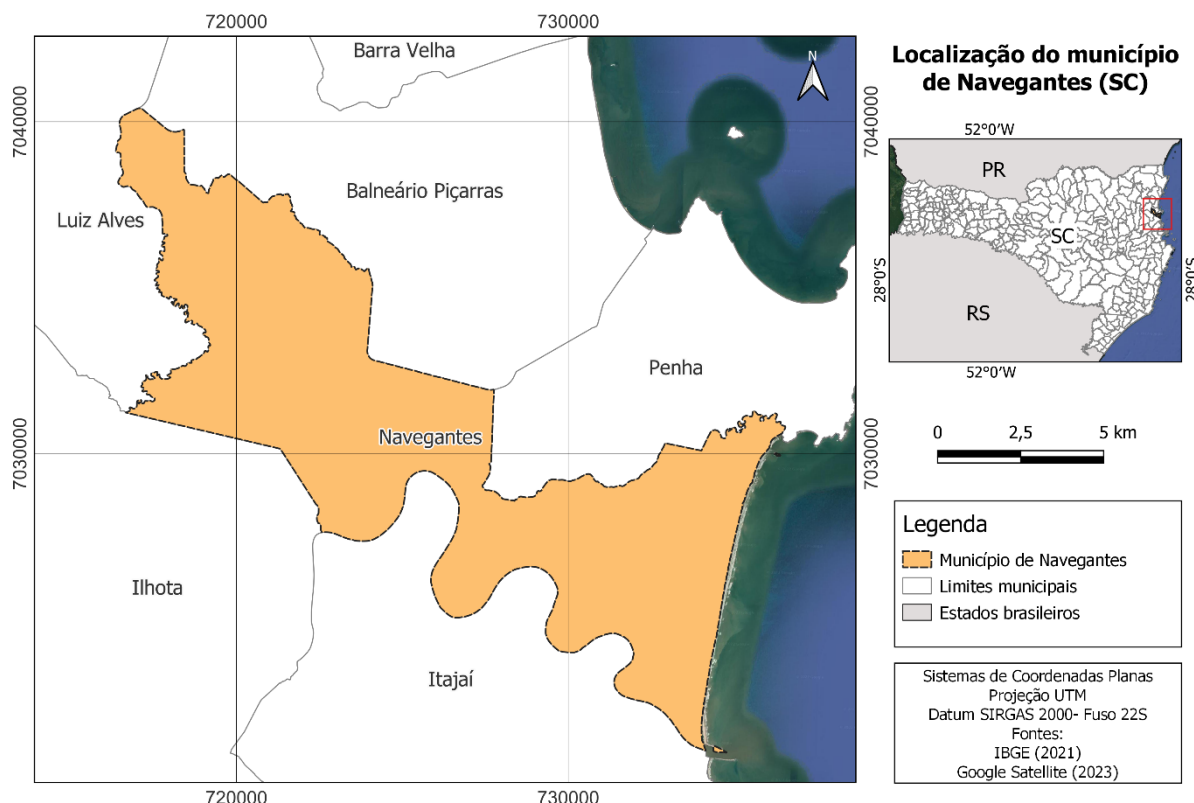 720000
730000
Barra Velha
N
7040000
7040000
Balneário Piçarras
Luiz Alves
Penha
Navegantes
7030000
7030000
Ilhota
Itajaí
720000
730000
Localização do município
de Navegantes (SC)
52°0'W
PR
SC
28°0'S
28°0'S
RS
52°0'W
0
2,5
5 km
Legenda
Município de Navegantes
Limites municipais
Estados brasileiros
Sistemas de Coordenadas Planas
Projeção UTM
Datum SIRGAS 2000- Fuso 22S
Fontes:
IBGE (2021)
Google Satellite (2023)